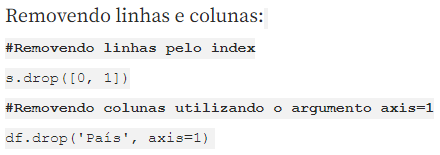 Removendo linhas e colunas:
#Removendo linhas pelo index
s.drop([0, 1])
#Removendo colunas utilizando o argumento axis=1
df.drop('País', axis=1)